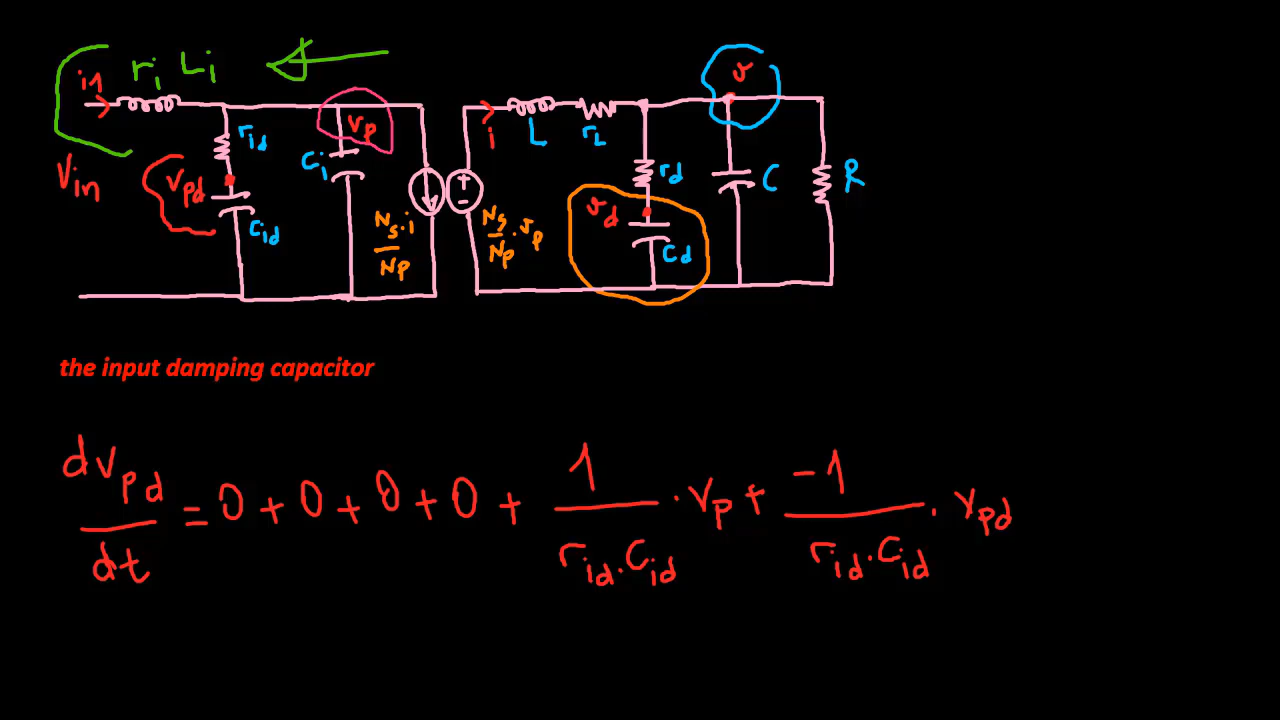 i1 ri Li
Vin
rid
vpd
Cid
Ci
vp
Ns/Np · i
+
-
Ns/Np · vp
i
L
rL
rd
vd
Cd
v
C
R
the input damping capacitor
dvpd/dt = 0 + 0 + 0 + 0 + 1/(rid · Cid) · vp + -1/(rid · Cid) · vpd